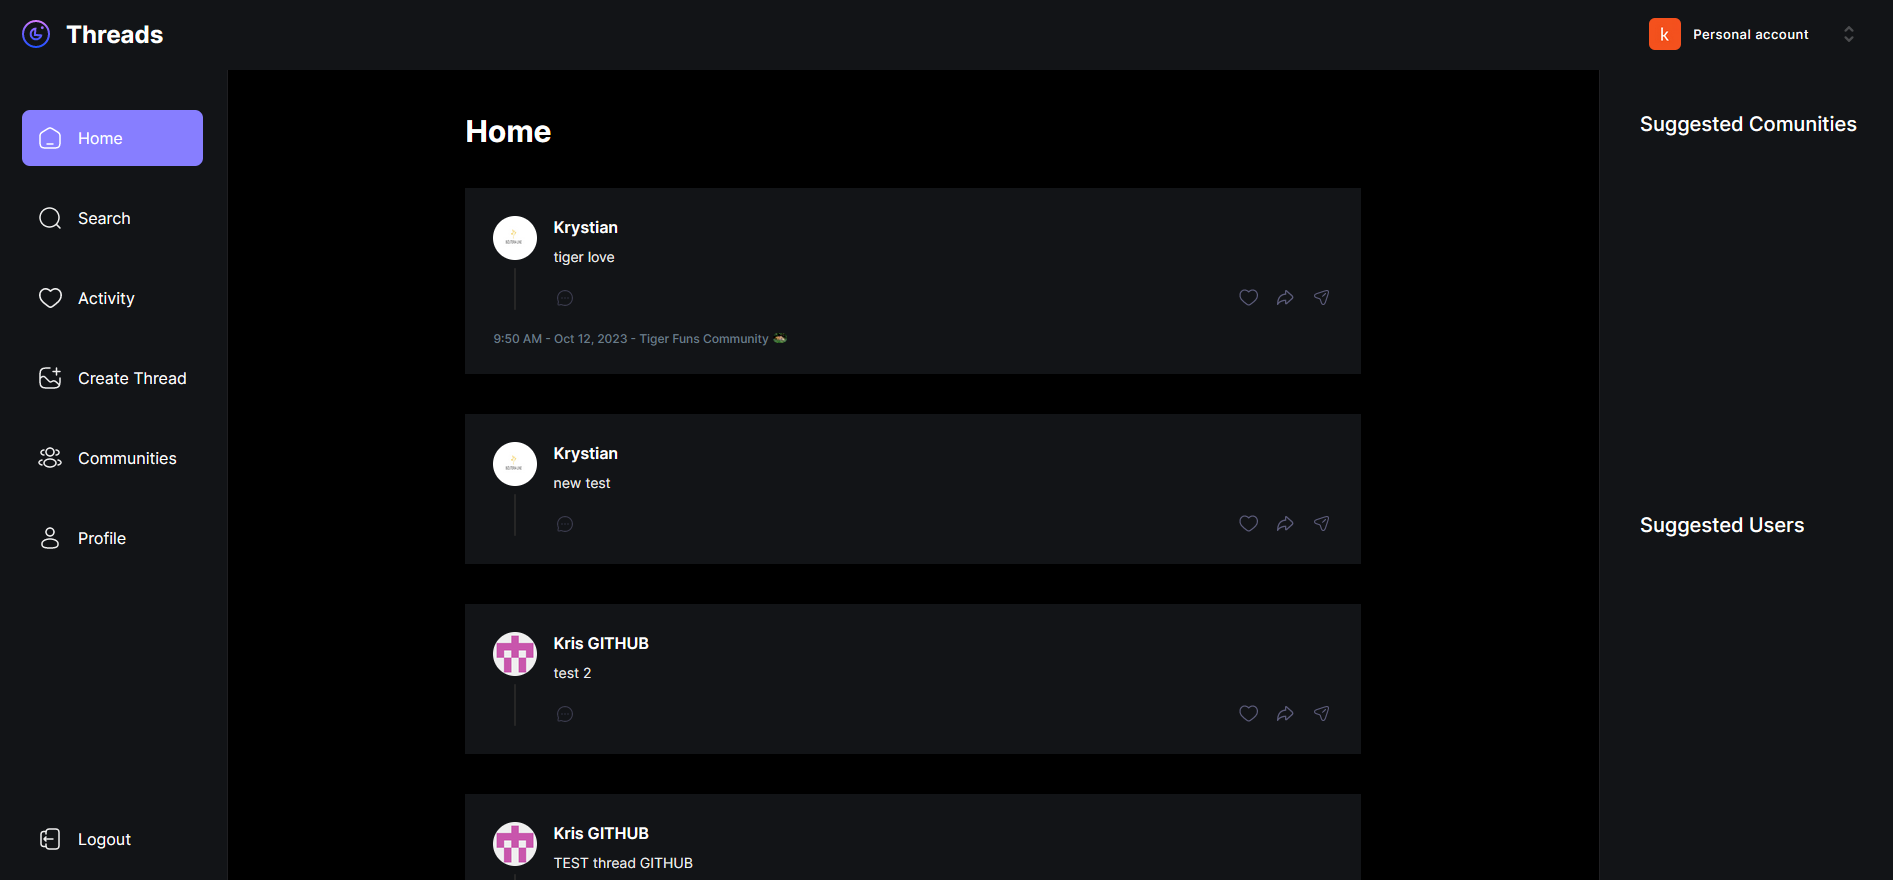 Threads
k
Personal account
Home
Search
Activity
Create Thread
Communities
Profile
Logout
Home
Krystian
tiger love
9:50 AM - Oct 12, 2023 - Tiger Funs Community
Krystian
new test
Kris GITHUB
test 2
Kris GITHUB
TEST thread GITHUB
Suggested Comunities
Suggested Users